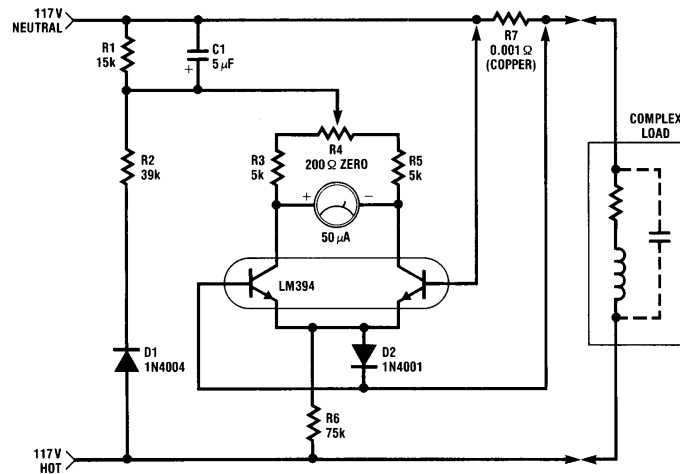 117V
NEUTRAL
R1
15k
C1
+
5 µF
R7
0.001 Ω
(COPPER)
COMPLEX
LOAD
R2
39k
R3
5k
R4
200 Ω ZERO
R5
5k
+
−
50 µA
LM394
D1
1N4004
D2
1N4001
R6
75k
117V
HOT